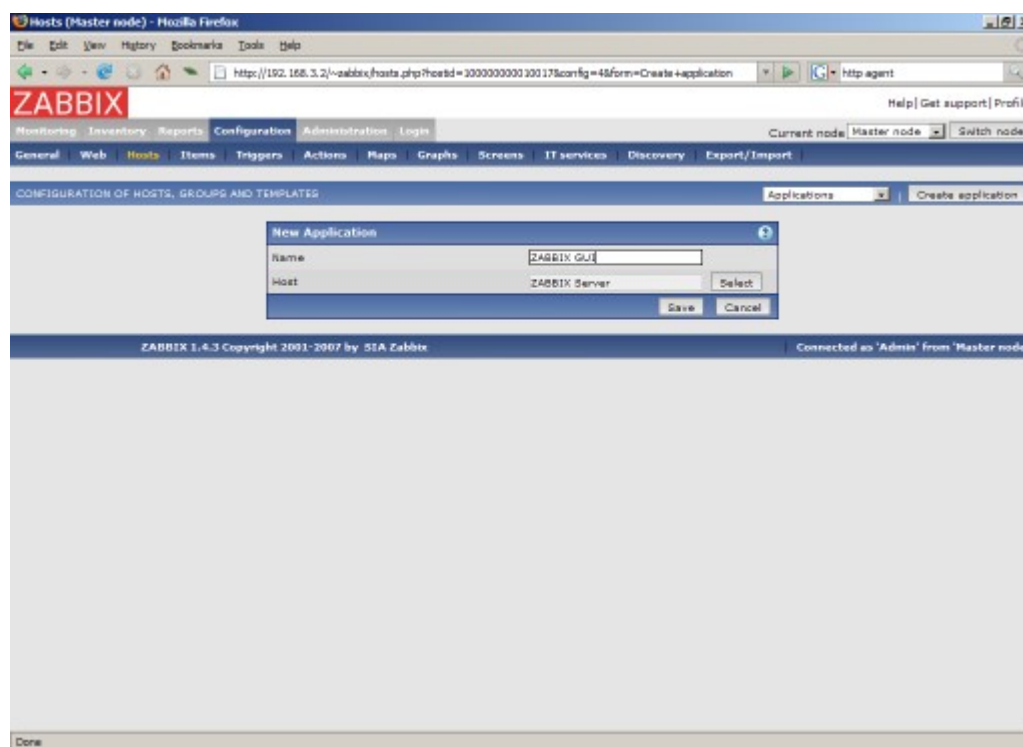 Hosts (Master node) - Mozilla Firefox
File Edit View History Bookmarks Tools Help
http://192.168.3.2/~zabbix/hosts.php?hostid=100000000010017&config=4&form=Create+application
http agent
ZABBIX
Help | Get support | Profil
Monitoring Inventory Reports Configuration Administration Login
Current node Master node Switch node
General Web Hosts Items Triggers Actions Maps Graphs Screens IT services Discovery Export/Import
CONFIGURATION OF HOSTS, GROUPS AND TEMPLATES
Applications Create application
New Application
Name ZABBIX GUI
Host ZABBIX Server Select
Save Cancel
ZABBIX 1.4.3 Copyright 2001-2007 by SIA Zabbix
Connected as 'Admin' from 'Master node
Done